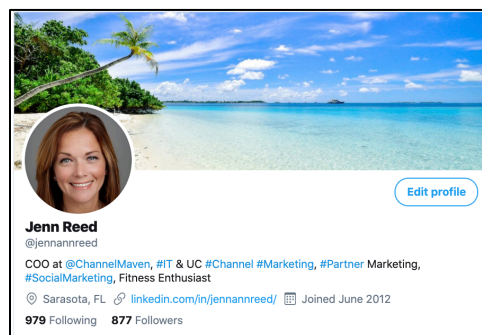 Edit profile
Jenn Reed
@jennannreed
COO at @ChannelMaven, #IT & UC #Channel #Marketing, #Partner Marketing,
#SocialMarketing, Fitness Enthusiast
Sarasota, FL linkedin.com/in/jennannreed/ Joined June 2012
979 Following 877 Followers